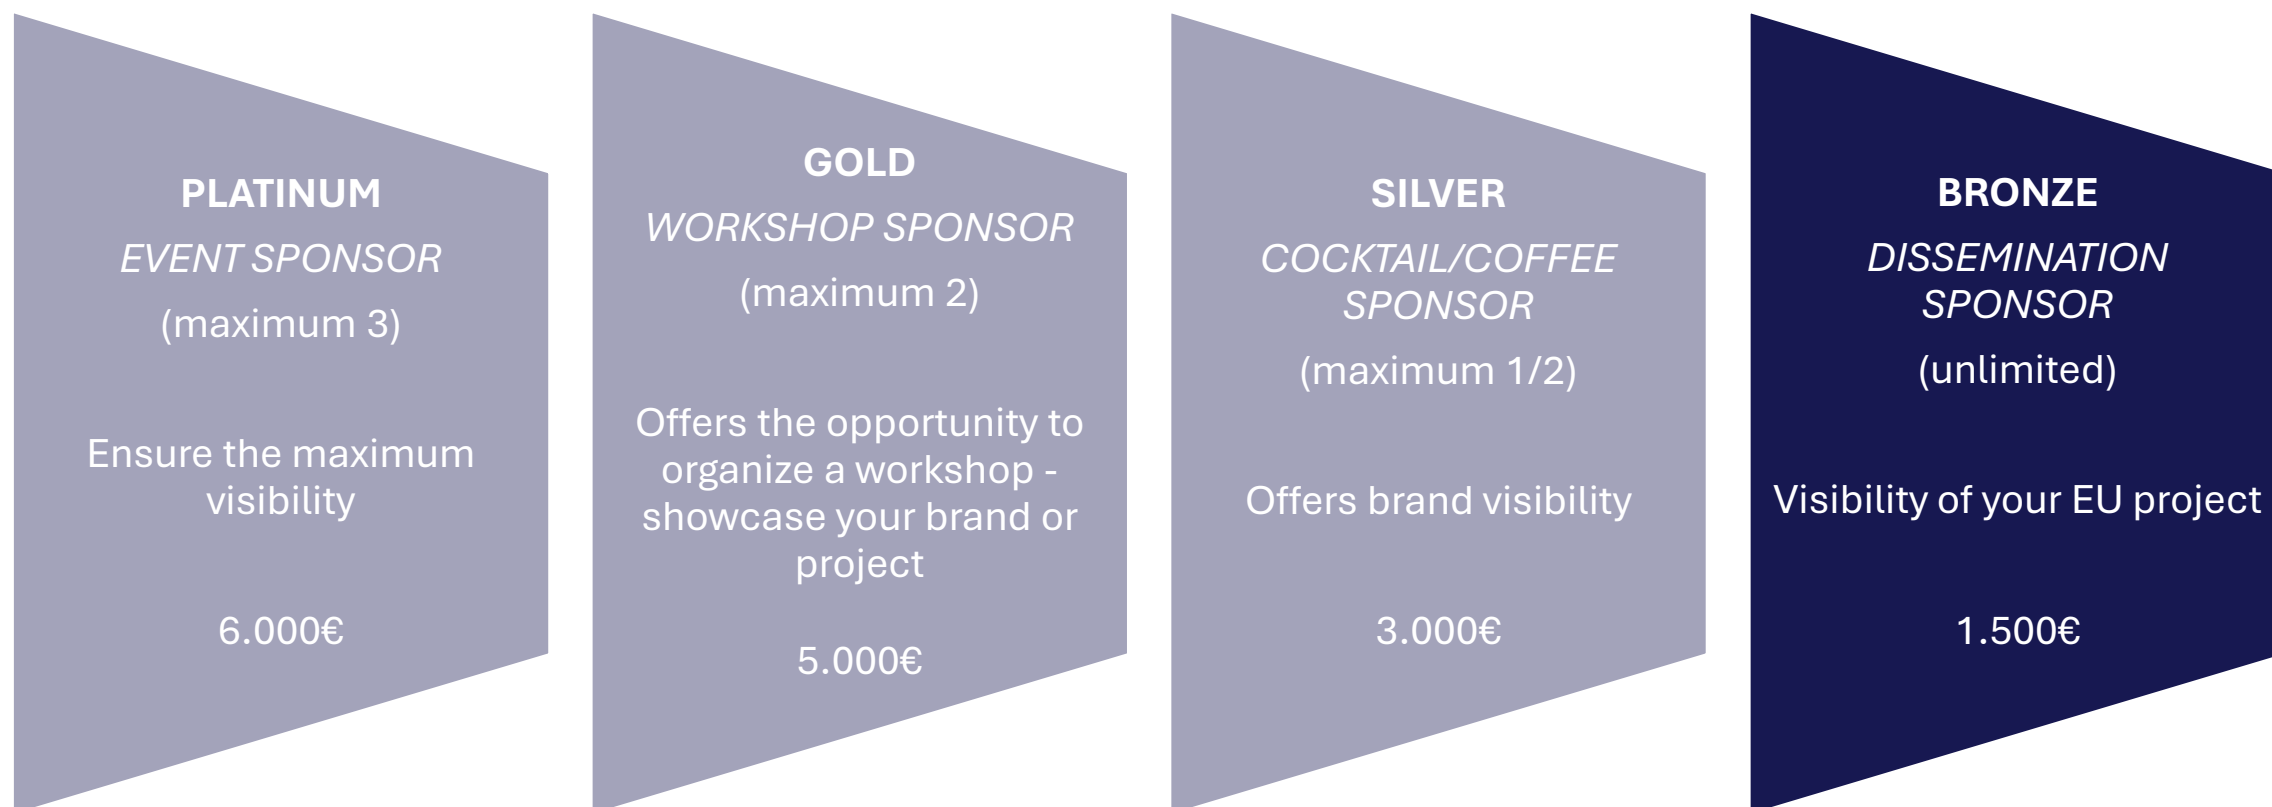 PLATINUM
EVENT SPONSOR
(maximum 3)
Ensure the maximum
visibility
6.000€
GOLD
WORKSHOP SPONSOR
(maximum 2)
Offers the opportunity to
organize a workshop -
showcase your brand or
project
5.000€
SILVER
COCKTAIL/COFFEE
SPONSOR
(maximum 1/2)
Offers brand visibility
3.000€
BRONZE
DISSEMINATION
SPONSOR
(unlimited)
Visibility of your EU project
1.500€